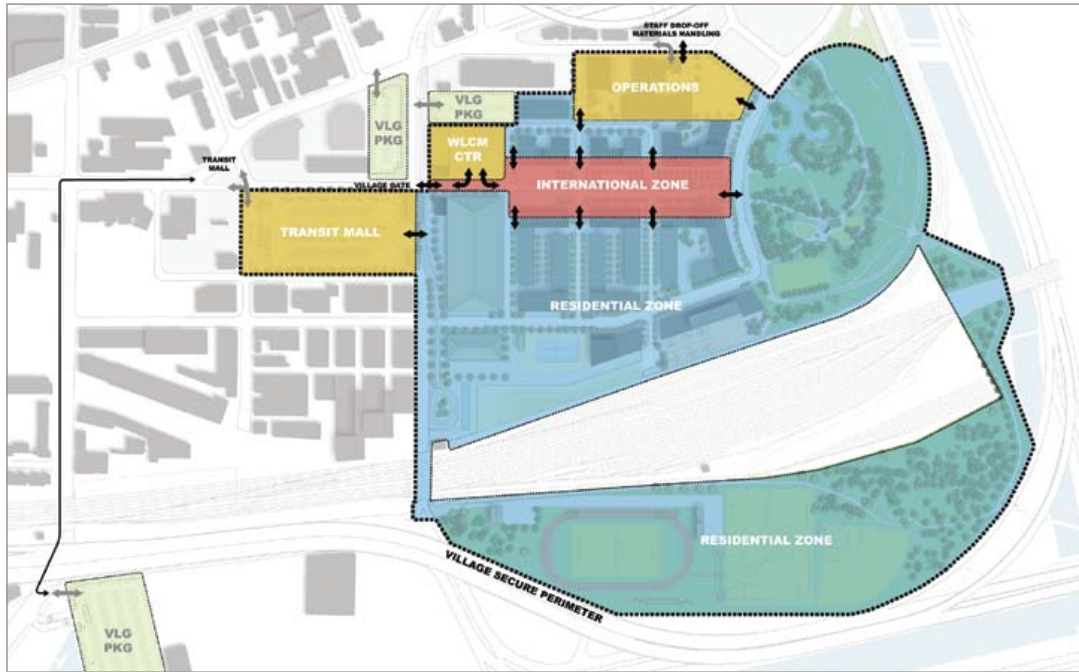 STAFF DROP-OFF
MATERIALS HANDLING
OPERATIONS
VLG
PKG
VLG
PKG
WLCM
CTR
TRANSIT
MALL
VILLAGE GATE
INTERNATIONAL ZONE
TRANSIT MALL
RESIDENTIAL ZONE
RESIDENTIAL ZONE
VILLAGE SECURE PERIMETER
VLG
PKG